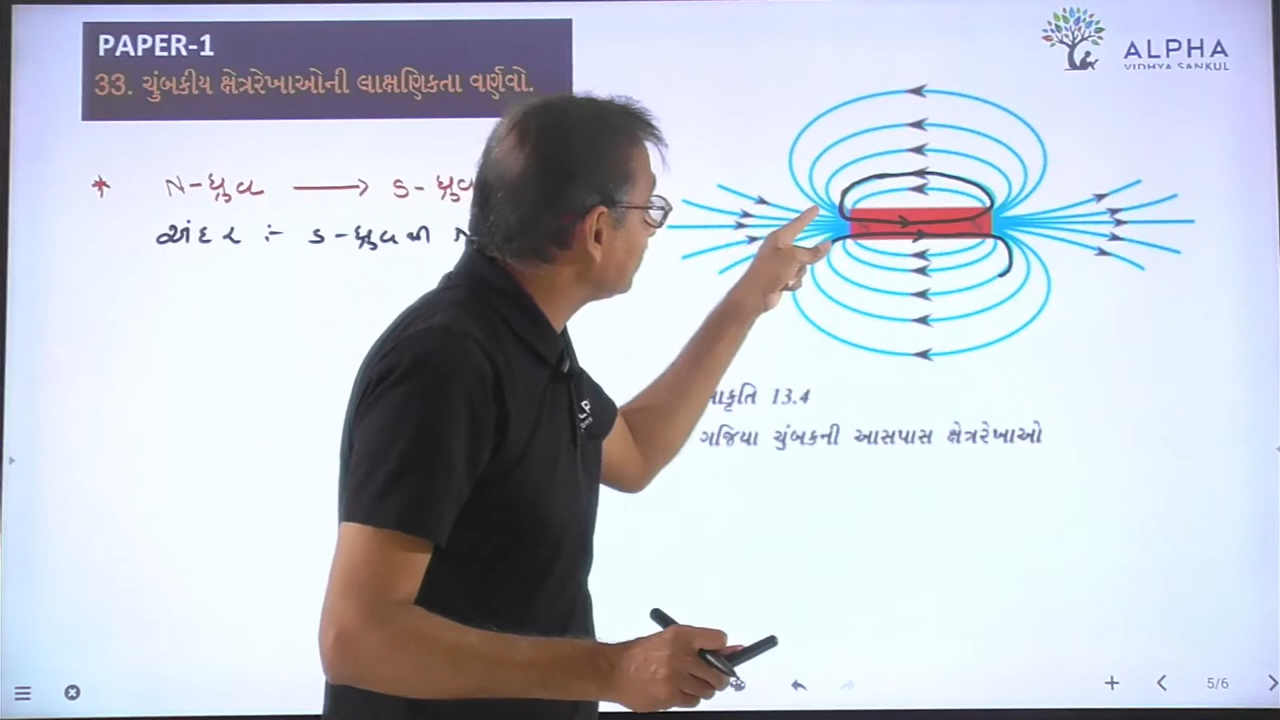 PAPER-1
33. ચુંબકીય ક્ષેત્રરેખાઓની લાક્ષણિકતા વર્ણવો.
ALPHA
VIDHYA SANKUL
* N-ધ્રુવ ⟶ S-ધ્રુવ
અંદર :- S-ધ્રુવથી N
આકૃતિ 13.4
ગજિયા ચુંબકની આસપાસ ક્ષેત્રરેખાઓ
5/6